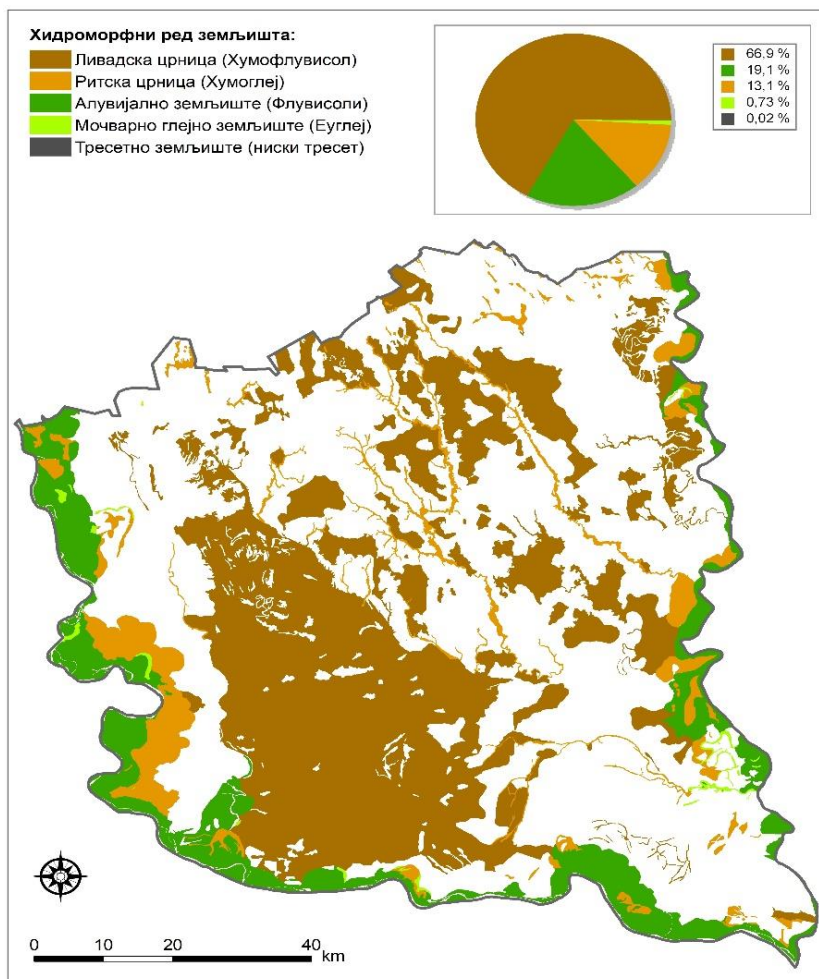 Хидроморфни ред земљишта:
Ливадска црница (Хумофлувисол)
Ритска црница (Хумоглеј)
Алувијално земљиште (Флувисоли)
Мочварно глејно земљиште (Еуглеј)
Тресетно земљиште (ниски тресет)
66,9 %
19,1 %
13,1 %
0,73 %
0,02 %
0 10 20 40
km